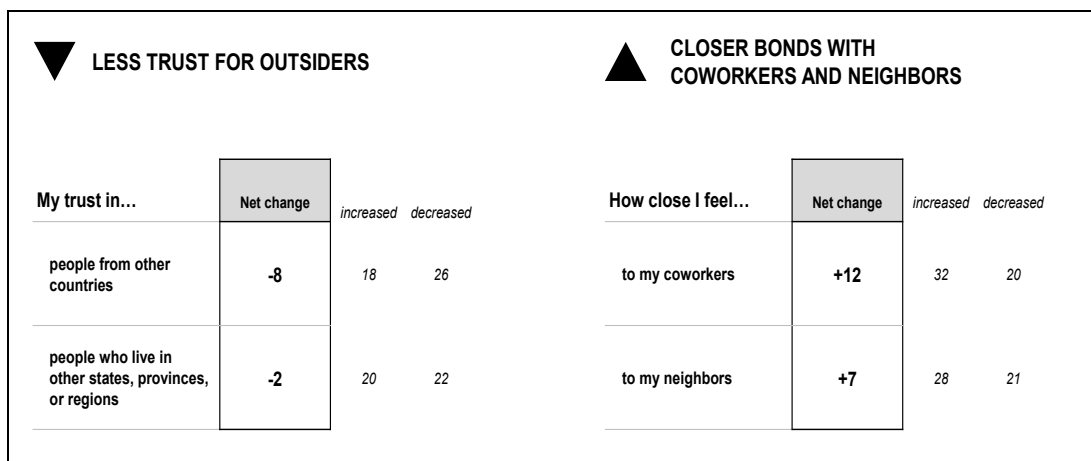 LESS TRUST FOR OUTSIDERS
My trust in…
Net change
increased decreased
people from other
countries
-8
18
26
people who live in
other states, provinces,
or regions
-2
20
22
CLOSER BONDS WITH
COWORKERS AND NEIGHBORS
How close I feel…
Net change
increased decreased
to my coworkers
+12
32
20
to my neighbors
+7
28
21